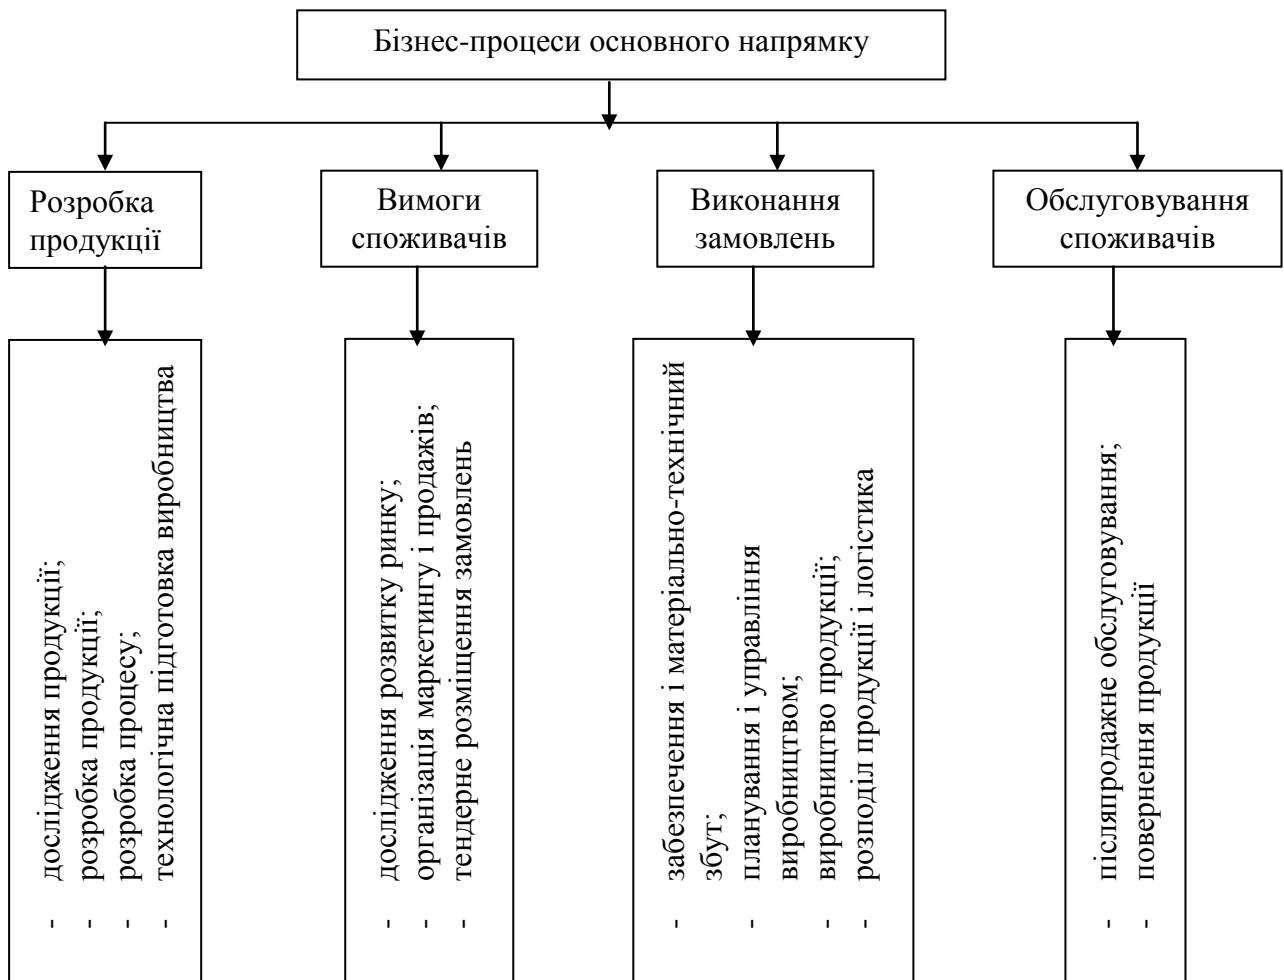 Бізнес-процеси основного напрямку
Розробка
продукції
Вимоги
споживачів
Виконання
замовлень
Обслуговування
споживачів
- дослідження продукції;
- розробка продукції;
- розробка процесу;
- технологічна підготовка виробництва
- дослідження розвитку ринку;
- організація маркетингу і продажів;
- тендерне розміщення замовлень
- забезпечення і матеріально-технічний
збут;
- планування і управління
виробництвом;
- виробництво продукції;
- розподіл продукції і логістика
- післяпродажне обслуговування;
- повернення продукції